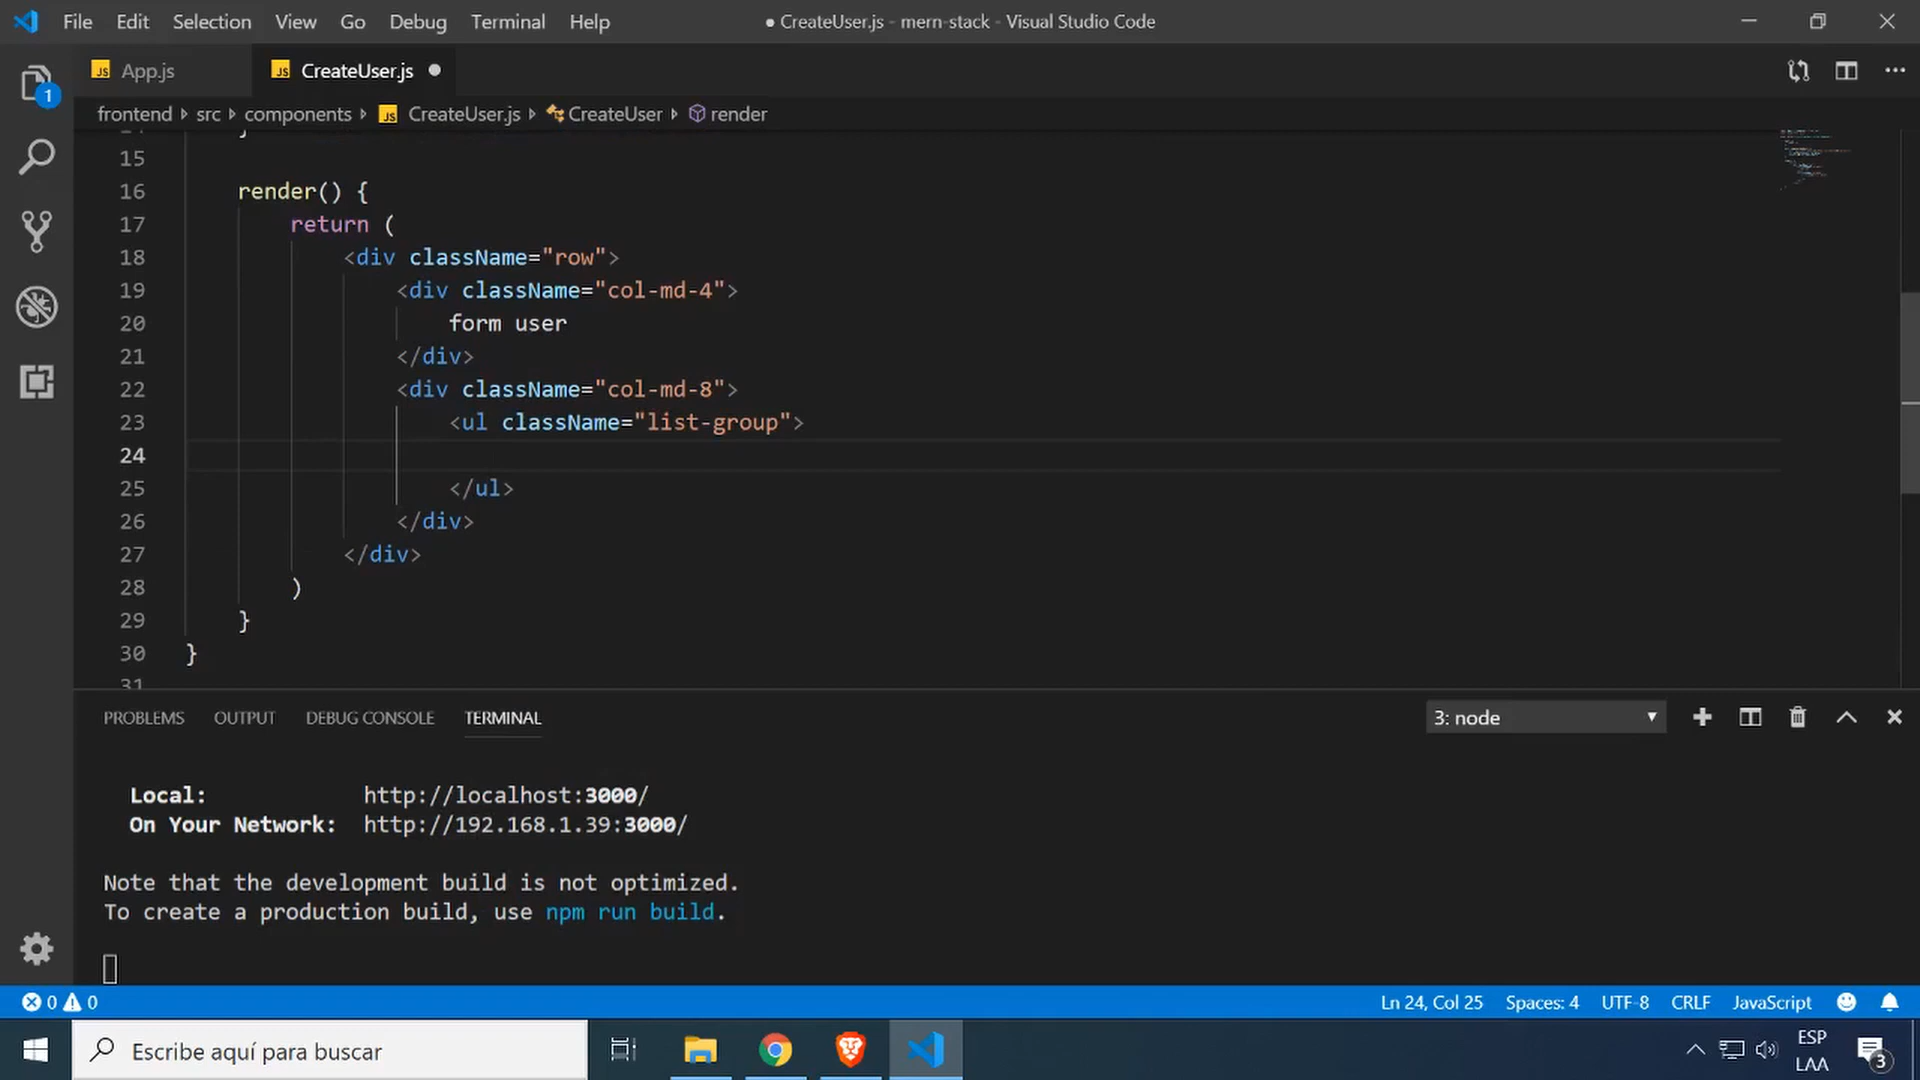 File Edit Selection View Go Debug Terminal Help
● CreateUser.js - mern-stack - Visual Studio Code
JS App.js
JS CreateUser.js
1
frontend src components JS CreateUser.js CreateUser render
15
16 render() {
17 return (
18 <div className="row">
19 <div className="col-md-4">
20 form user
21 </div>
22 <div className="col-md-8">
23 <ul className="list-group">
24
25 </ul>
26 </div>
27 </div>
28 )
29 }
30 }
31
PROBLEMS OUTPUT DEBUG CONSOLE TERMINAL
3: node
Local: http://localhost:3000/
On Your Network: http://192.168.1.39:3000/
Note that the development build is not optimized.
To create a production build, use npm run build.
0 0
Ln 24, Col 25 Spaces: 4 UTF-8 CRLF JavaScript
Escribe aquí para buscar
ESP
LAA
3